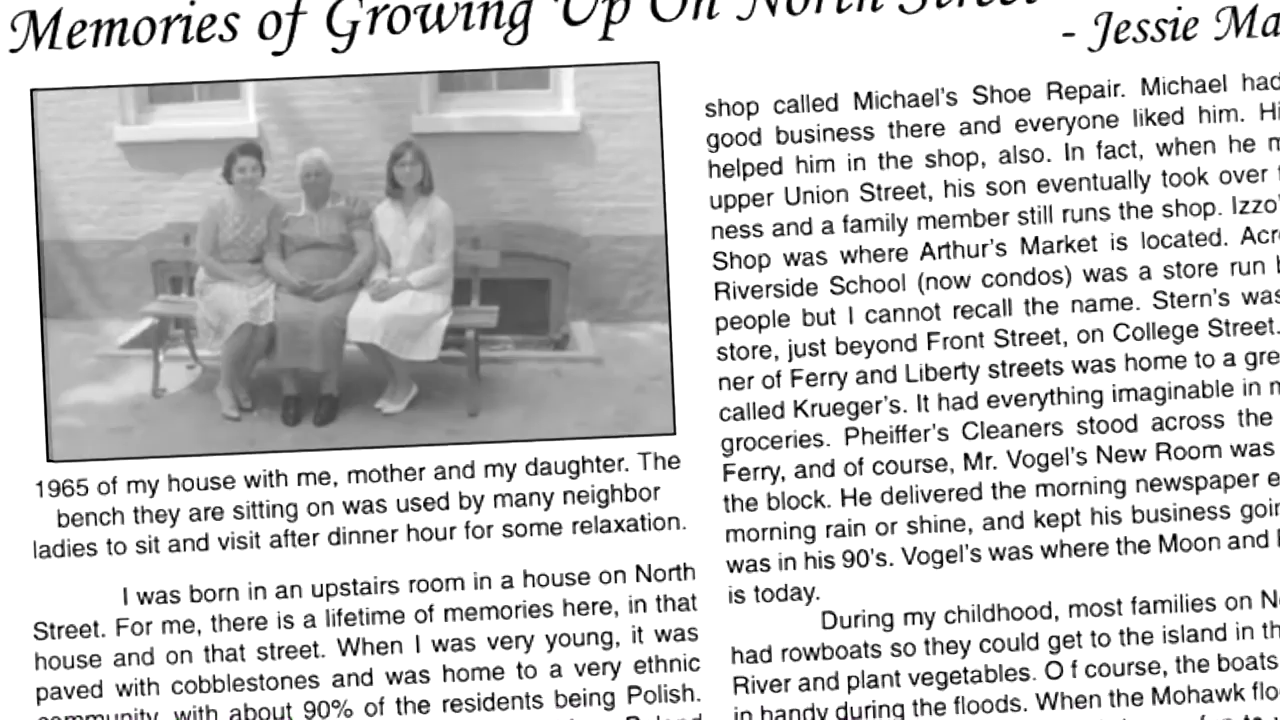 Memories of Growing Up On North Street
- Jessie Ma
1965 of my house with me, mother and my daughter. The
bench they are sitting on was used by many neighbor
ladies to sit and visit after dinner hour for some relaxation.
I was born in an upstairs room in a house on North
Street. For me, there is a lifetime of memories here, in that
house and on that street. When I was very young, it was
paved with cobblestones and was home to a very ethnic
community, with about 90% of the residents being Polish.
Poland
shop called Michael's Shoe Repair. Michael had
good business there and everyone liked him. Hi
helped him in the shop, also. In fact, when he m
upper Union Street, his son eventually took over
ness and a family member still runs the shop. Izzo'
Shop was where Arthur's Market is located. Acr
Riverside School (now condos) was a store run
people but I cannot recall the name. Stern's was
store, just beyond Front Street, on College Street.
ner of Ferry and Liberty streets was home to a gre
called Krueger's. It had everything imaginable in m
groceries. Pheiffer's Cleaners stood across the
Ferry, and of course, Mr. Vogel's New Room was
the block. He delivered the morning newspaper e
morning rain or shine, and kept his business goin
was in his 90's. Vogel's was where the Moon and
is today.
During my childhood, most families on No
had rowboats so they could get to the island in th
River and plant vegetables. O f course, the boats
in handy during the floods. When the Mohawk flo